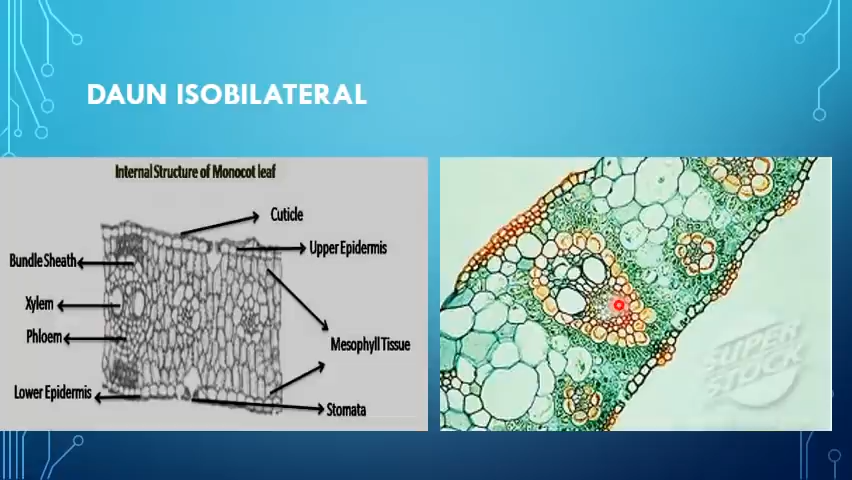 DAUN ISOBILATERAL
Internal Structure of Monocot leaf
Cuticle
Upper Epidermis
Bundle Sheath
Xylem
Phloem
Mesophyll Tissue
Lower Epidermis
Stomata
SUPER
STOCK